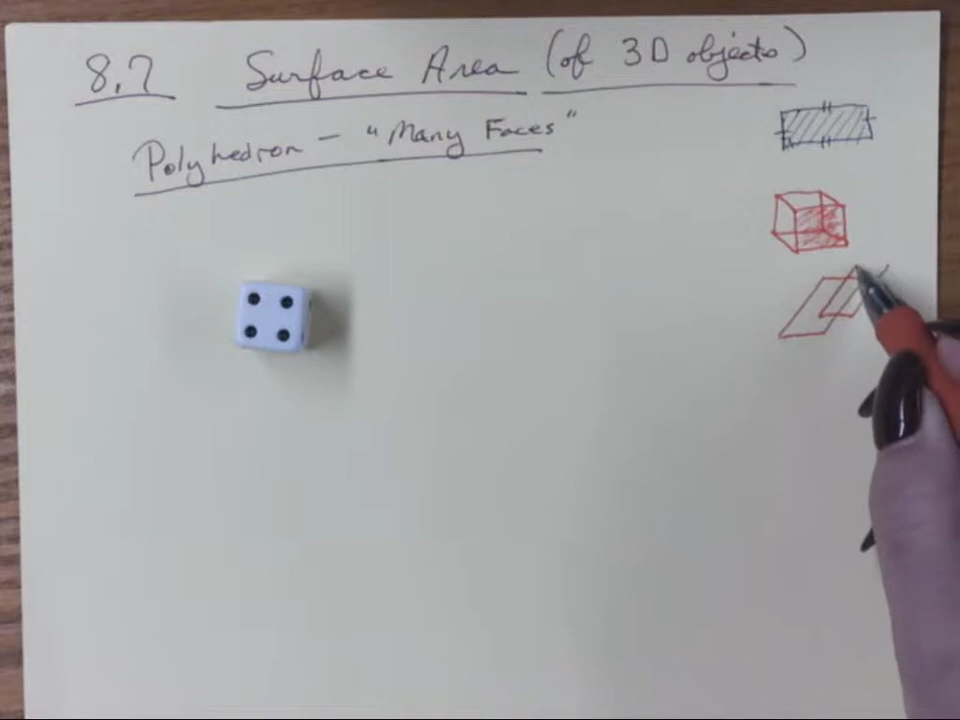 8.7 Surface Area (of 3D objects)
Polyhedron - "Many Faces"